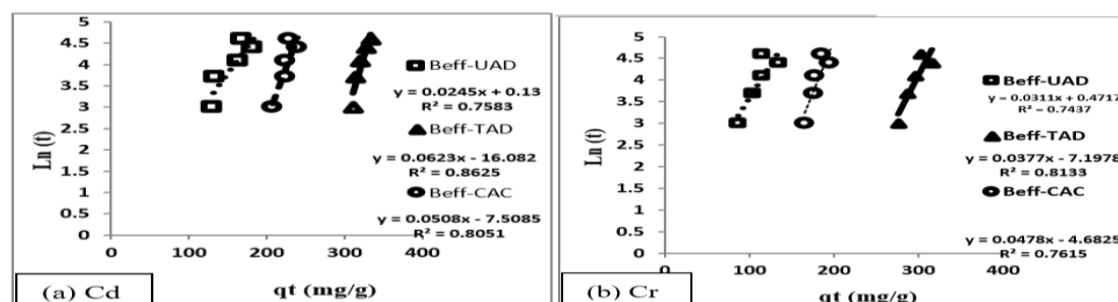 5
4.5
4
3.5
3
2.5
2
1.5
1
0.5
0
Ln (t)
Beff-UAD
y = 0.0245x + 0.13
R² = 0.7583
Beff-TAD
y = 0.0623x - 16.082
R² = 0.8625
Beff-CAC
y = 0.0508x - 7.5085
R² = 0.8051
0 100 200 300 400
(a) Cd
qt (mg/g)
5
4.5
4
3.5
3
2.5
2
1.5
1
0.5
0
Ln (t)
Beff-UAD
y = 0.0311x + 0.4717
R² = 0.7437
Beff-TAD
y = 0.0377x - 7.1978
R² = 0.8133
Beff-CAC
y = 0.0478x - 4.6825
R² = 0.7615
0 100 200 300 400
(b) Cr
qt (mg/g)